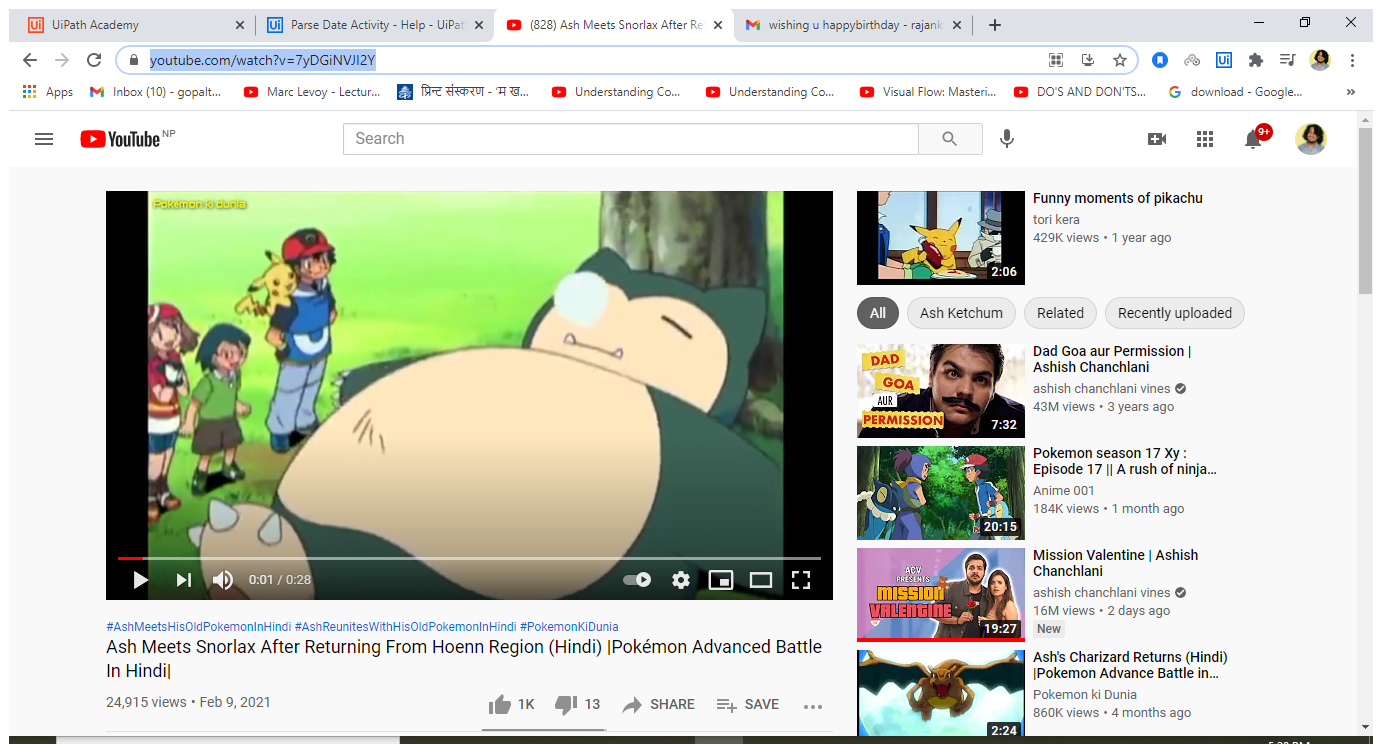 UiPath Academy
Parse Date Activity - Help - UiPat
(828) Ash Meets Snorlax After Re
wishing u happybirthday - rajank
youtube.com/watch?v=7yDGiNVJI2Y
Apps
Inbox (10) - gopalt...
Marc Levoy - Lectur...
प्रिन्ट संस्करण - 'म ख...
Understanding Co...
Understanding Co...
Visual Flow: Masteri...
DO'S AND DON'TS...
download - Google...
YouTube NP
Search
9+
Pokemon ki dunia
0:01 / 0:28
#AshMeetsHisOldPokemonInHindi #AshReunitesWithHisOldPokemonInHindi #PokemonKiDunia
Ash Meets Snorlax After Returning From Hoenn Region (Hindi) |Pokémon Advanced Battle
In Hindi|
24,915 views • Feb 9, 2021
1K
13
SHARE
SAVE
2:06
Funny moments of pikachu
tori kera
429K views • 1 year ago
All
Ash Ketchum
Related
Recently uploaded
DAD
GOA
AUR
PERMISSION
7:32
Dad Goa aur Permission |
Ashish Chanchlani
ashish chanchlani vines
43M views • 3 years ago
20:15
Pokemon season 17 Xy :
Episode 17 || A rush of ninja...
Anime 001
184K views • 1 month ago
ACV
PRESENTS
MISSION
VALENTINE
19:27
Mission Valentine | Ashish
Chanchlani
ashish chanchlani vines
16M views • 2 days ago
New
2:24
Ash's Charizard Returns (Hindi)
|Pokemon Advance Battle in...
Pokemon ki Dunia
860K views • 4 months ago